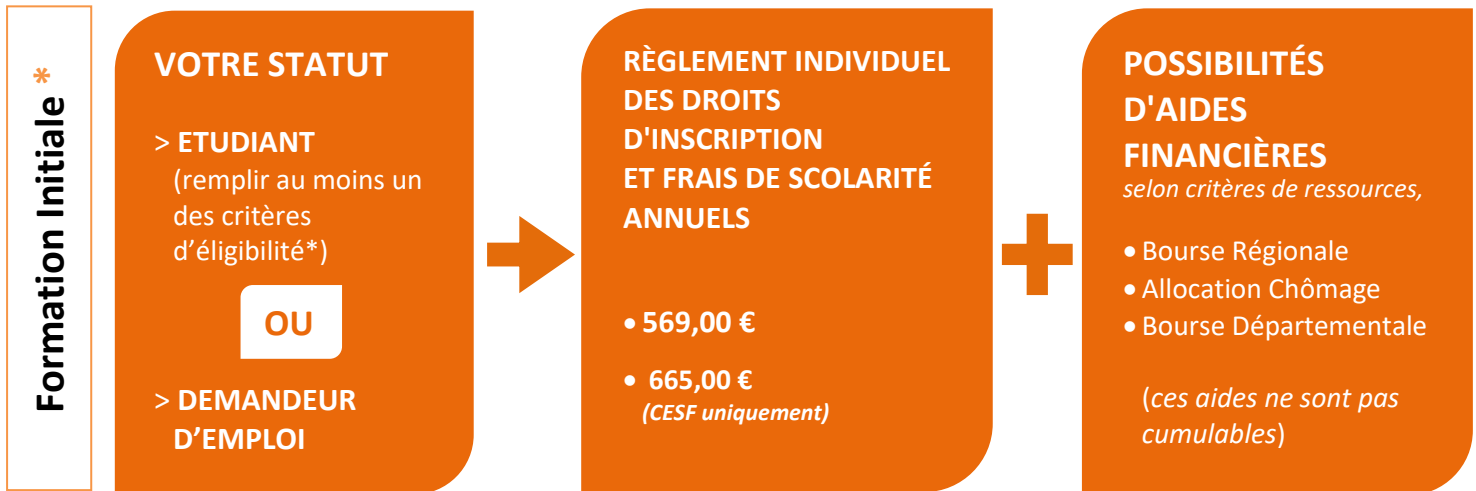 Formation Initiale *
VOTRE STATUT
> ETUDIANT
(remplir au moins un
des critères
d’éligibilité*)
OU
> DEMANDEUR
D’EMPLOI
RÈGLEMENT INDIVIDUEL
DES DROITS
D'INSCRIPTION
ET FRAIS DE SCOLARITÉ
ANNUELS
• 569,00 €
• 665,00 €
(CESF uniquement)
POSSIBILITÉS
D'AIDES
FINANCIÈRES
selon critères de ressources,
• Bourse Régionale
• Allocation Chômage
• Bourse Départementale
(ces aides ne sont pas
cumulables)